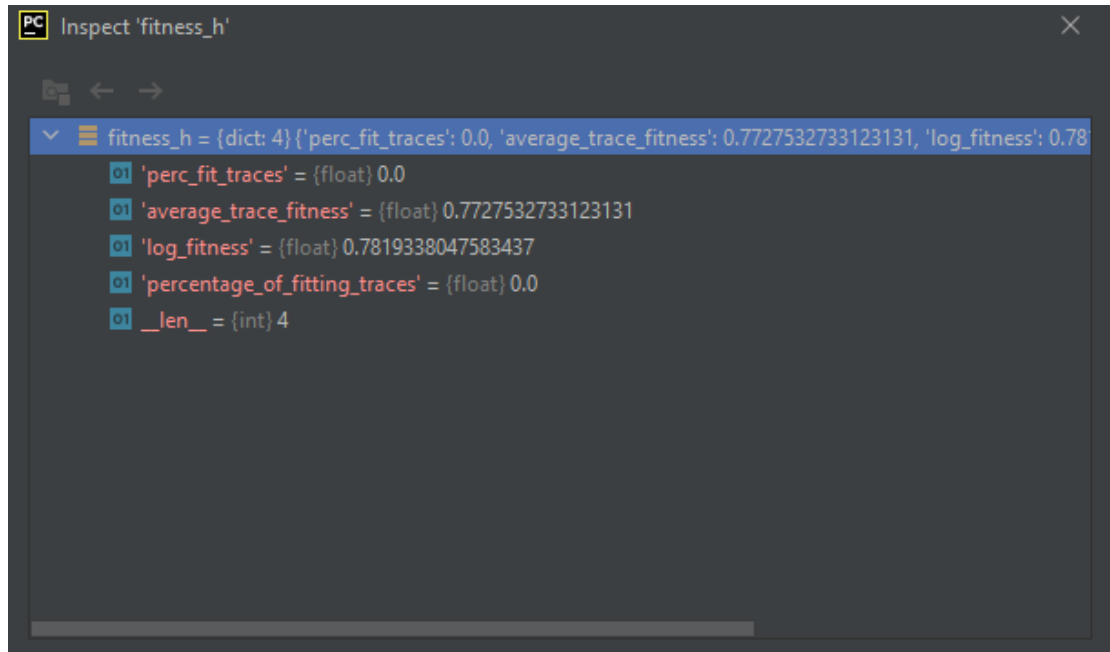 PC Inspect 'fitness_h'
fitness_h = {dict: 4} {'perc_fit_traces': 0.0, 'average_trace_fitness': 0.7727532733123131, 'log_fitness': 0.78
01 'perc_fit_traces' = {float} 0.0
01 'average_trace_fitness' = {float} 0.7727532733123131
01 'log_fitness' = {float} 0.7819338047583437
01 'percentage_of_fitting_traces' = {float} 0.0
01 __len__ = {int} 4